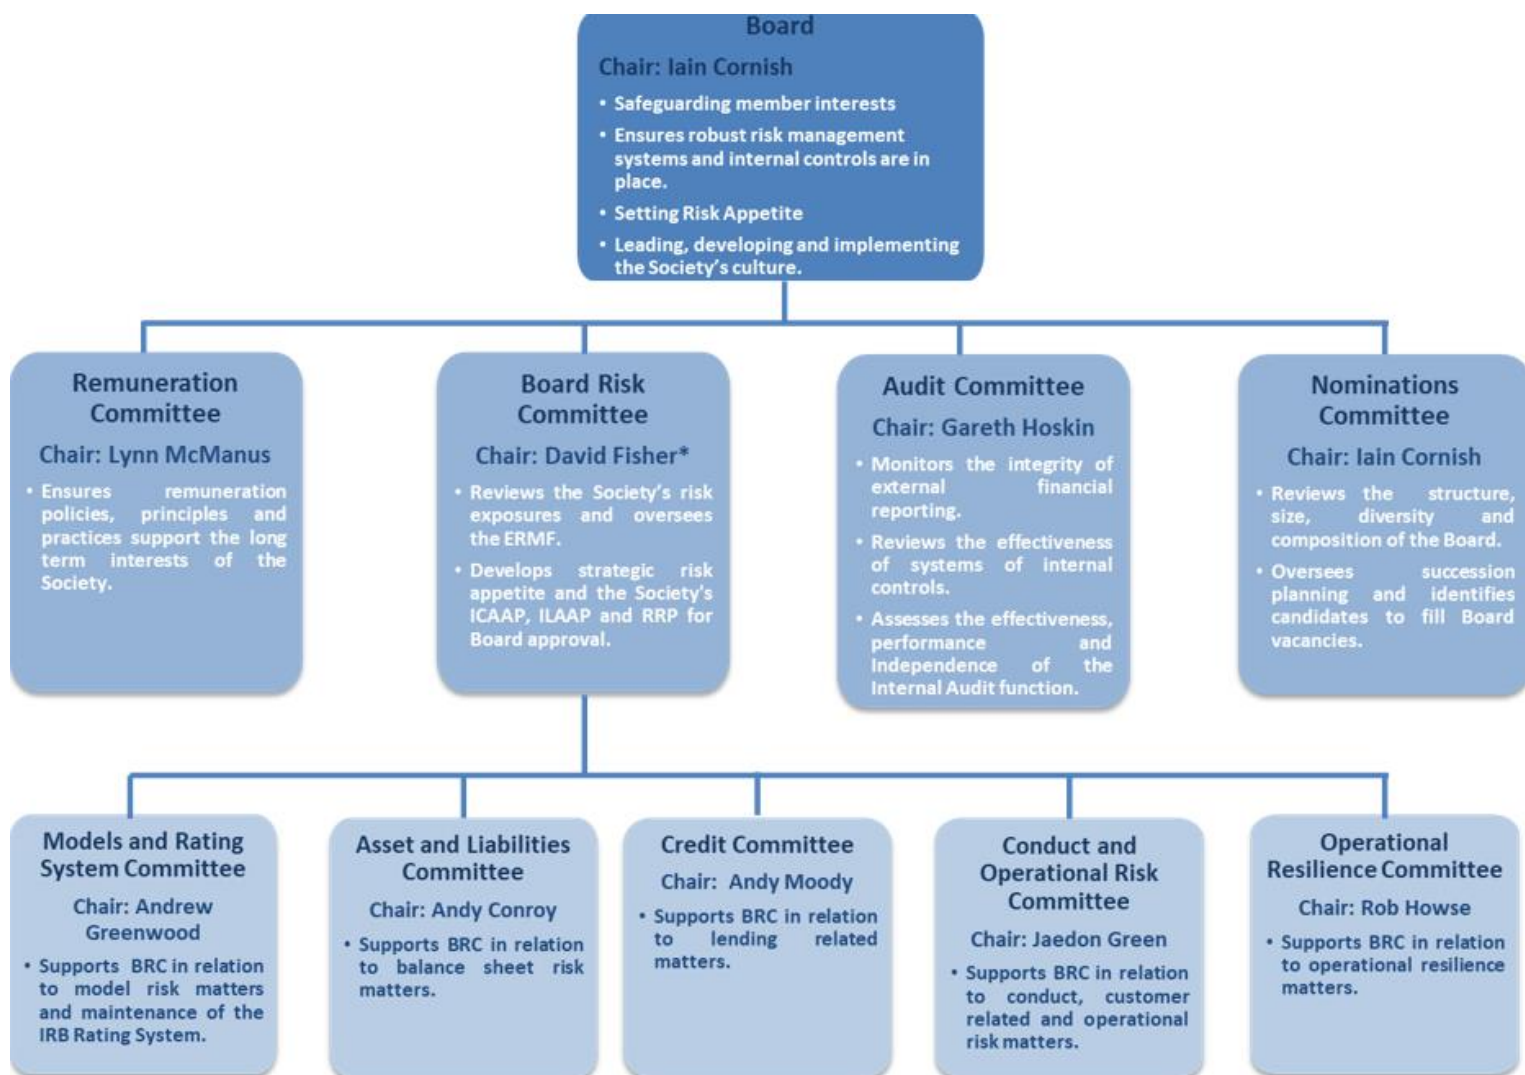 Board
Chair: Iain Cornish
• Safeguarding member interests
• Ensures robust risk management
systems and internal controls are in
place.
• Setting Risk Appetite
• Leading, developing and implementing
the Society's culture.
Remuneration
Committee
Chair: Lynn McManus
• Ensures remuneration
policies, principles and
practices support the long
term interests of the
Society.
Board Risk
Committee
Chair: David Fisher*
• Reviews the Society's risk
exposures and oversees
the ERMF.
• Develops strategic risk
appetite and the Society's
ICAAP, ILAAP and RRP for
Board approval.
Audit Committee
Chair: Gareth Hoskin
• Monitors the integrity of
external financial
reporting.
• Reviews the effectiveness
of systems of internal
controls.
• Assesses the effectiveness,
performance and
Independence of the
Internal Audit function.
Nominations
Committee
Chair: Iain Cornish
• Reviews the structure,
size, diversity and
composition of the Board.
• Oversees succession
planning and identifies
candidates to fill Board
vacancies.
Models and Rating
System Committee
Chair: Andrew
Greenwood
• Supports BRC in relation
to model risk matters
and maintenance of the
IRB Rating System.
Asset and Liabilities
Committee
Chair: Andy Conroy
• Supports BRC in relation
to balance sheet risk
matters.
Credit Committee
Chair: Andy Moody
• Supports BRC in relation
to lending related
matters.
Conduct and
Operational Risk
Committee
Chair: Jaedon Green
• Supports BRC in relation
to conduct, customer
related and operational
risk matters.
Operational
Resilience Committee
Chair: Rob Howse
• Supports BRC in relation
to operational resilience
matters.